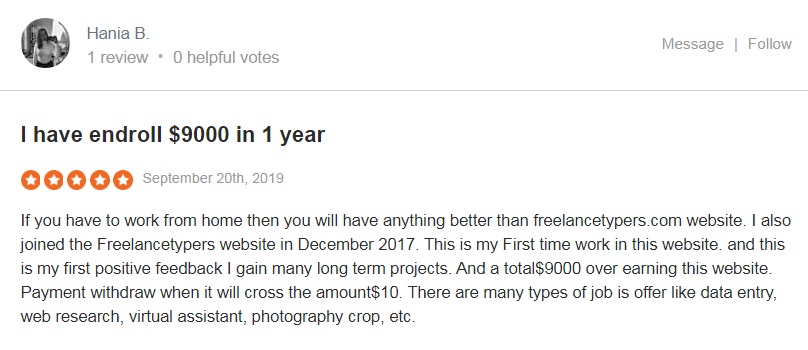 Hania B.
1 review • 0 helpful votes
Message | Follow
I have endroll $9000 in 1 year
September 20th, 2019
If you have to work from home then you will have anything better than freelancetypers.com website. I also
joined the Freelancetypers website in December 2017. This is my First time work in this website. and this
is my first positive feedback I gain many long term projects. And a total$9000 over earning this website.
Payment withdraw when it will cross the amount$10. There are many types of job is offer like data entry,
web research, virtual assistant, photography crop, etc.